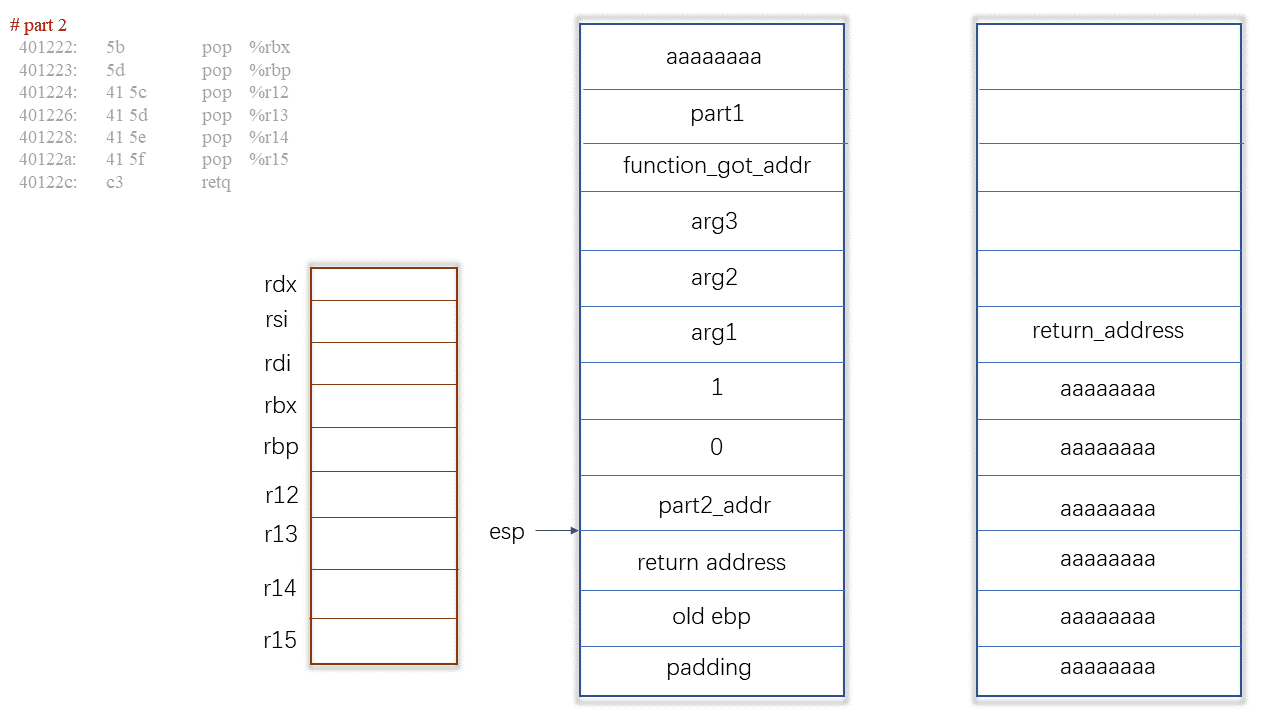 # part 2
401222: 5b pop %rbx
401223: 5d pop %rbp
401224: 41 5c pop %r12
401226: 41 5d pop %r13
401228: 41 5e pop %r14
40122a: 41 5f pop %r15
40122c: c3 retq
rdx
rsi
rdi
rbx
rbp
r12
r13
r14
r15
esp
aaaaaaaa
part1
function_got_addr
arg3
arg2
arg1
1
0
part2_addr
return address
old ebp
padding
return_address
aaaaaaaa
aaaaaaaa
aaaaaaaa
aaaaaaaa
aaaaaaaa
aaaaaaaa